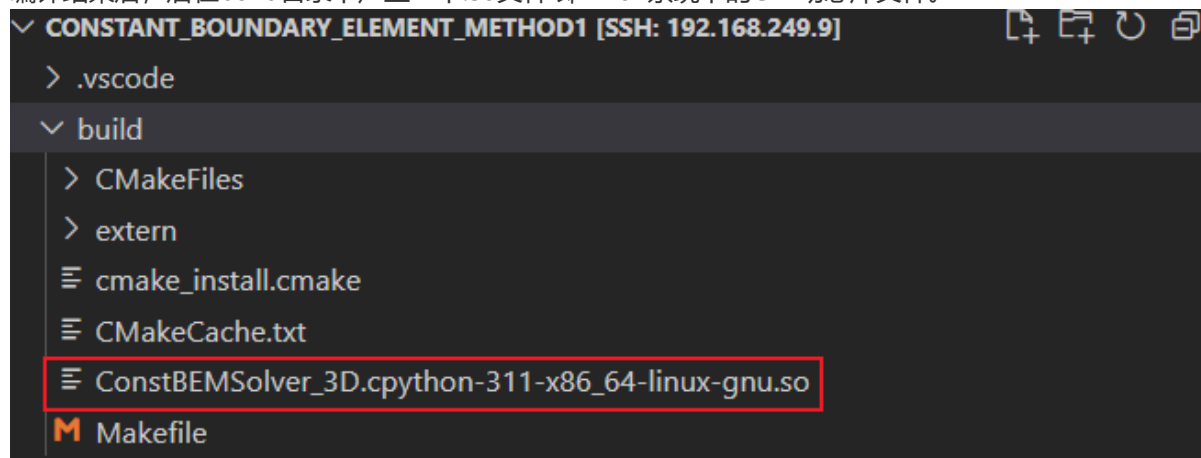 CONSTANT_BOUNDARY_ELEMENT_METHOD1 [SSH: 192.168.249.9]
.vscode
build
CMakeFiles
extern
cmake_install.cmake
CMakeCache.txt
ConstBEMSolver_3D.cpython-311-x86_64-linux-gnu.so
M Makefile